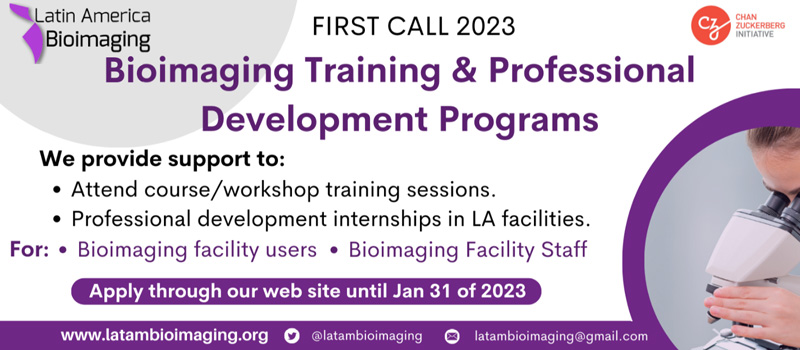 Latin America
Bioimaging
CHAN
ZUCKERBERG
INITIATIVE
FIRST CALL 2023
Bioimaging Training & Professional
Development Programs
We provide support to:
• Attend course/workshop training sessions.
• Professional development internships in LA facilities.
For: • Bioimaging facility users • Bioimaging Facility Staff
Apply through our web site until Jan 31 of 2023
www.latambioimaging.org @latambioimaging latambioimaging@gmail.com